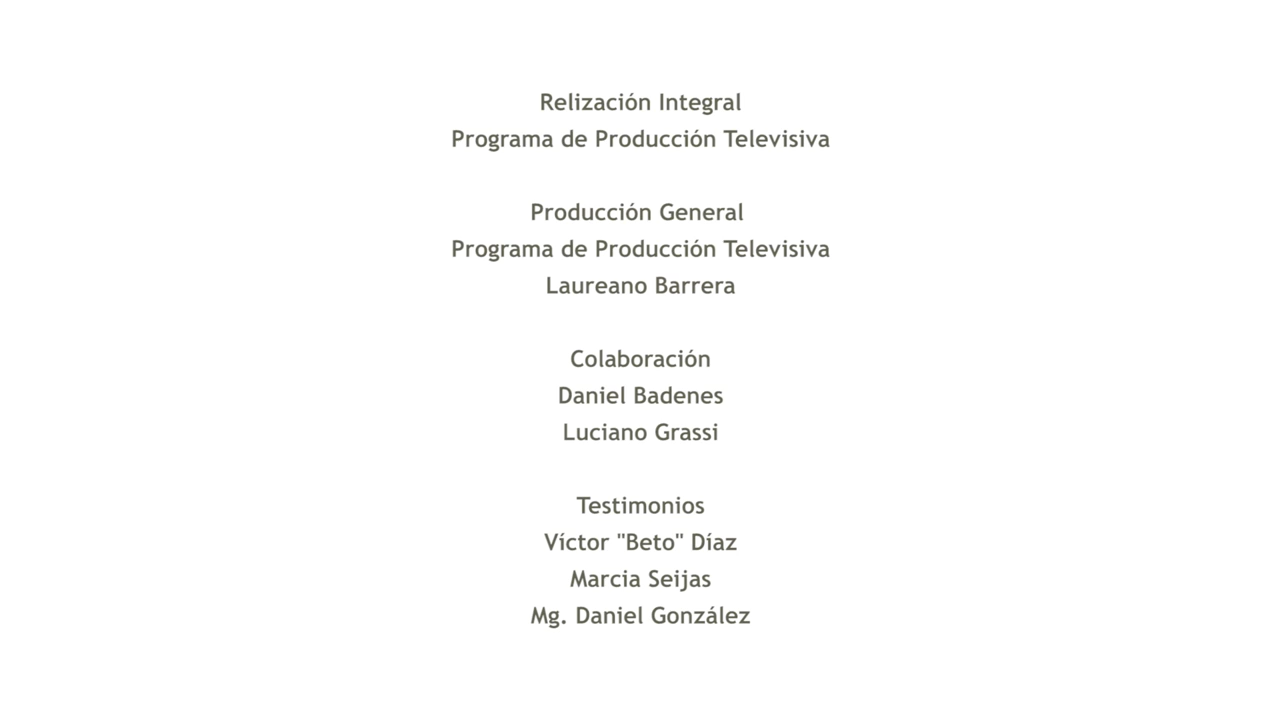 Relización Integral
Programa de Producción Televisiva
Producción General
Programa de Producción Televisiva
Laureano Barrera
Colaboración
Daniel Badenes
Luciano Grassi
Testimonios
Víctor "Beto" Díaz
Marcia Seijas
Mg. Daniel González